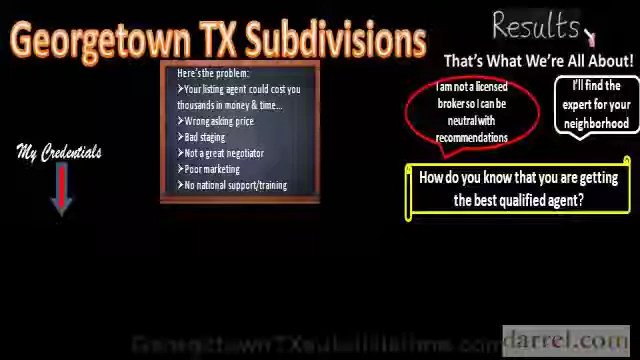 Georgetown TX Subdivisions
Results
That's What We're All About!
Here's the problem:
➢Your listing agent could cost you
thousands in money & time...
➢Wrong asking price
➢Bad staging
➢Not a great negotiator
➢Poor marketing
➢No national support/training
I am not a licensed
broker so I can be
neutral with
recommendations
I'll find the
expert for your
neighborhood
My Credentials
How do you know that you are getting
the best qualified agent?
darrel.com